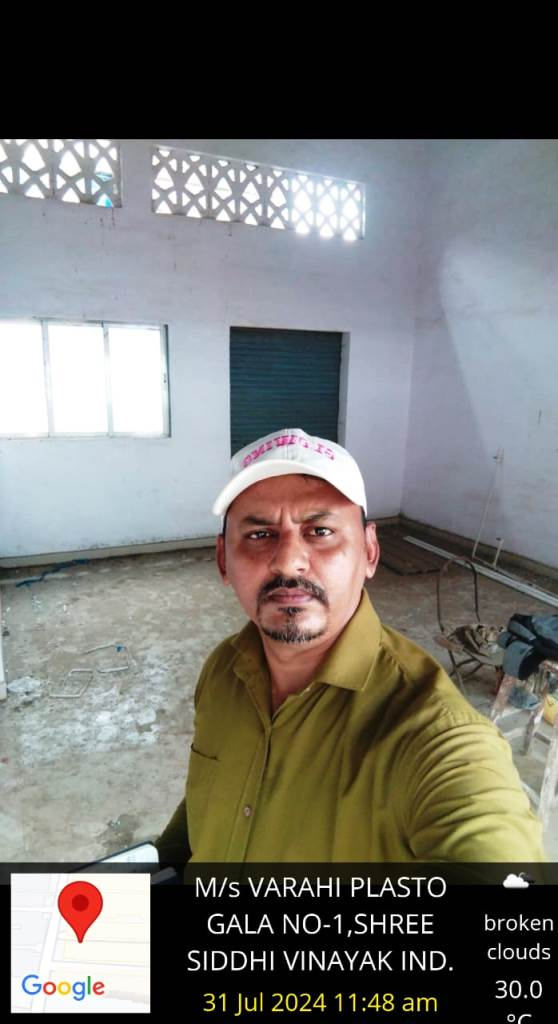 M/s VARAHI PLASTO
GALA NO-1,SHREE
SIDDHI VINAYAK IND.
31 Jul 2024 11:48 am
Google
broken
clouds
30.0
°C